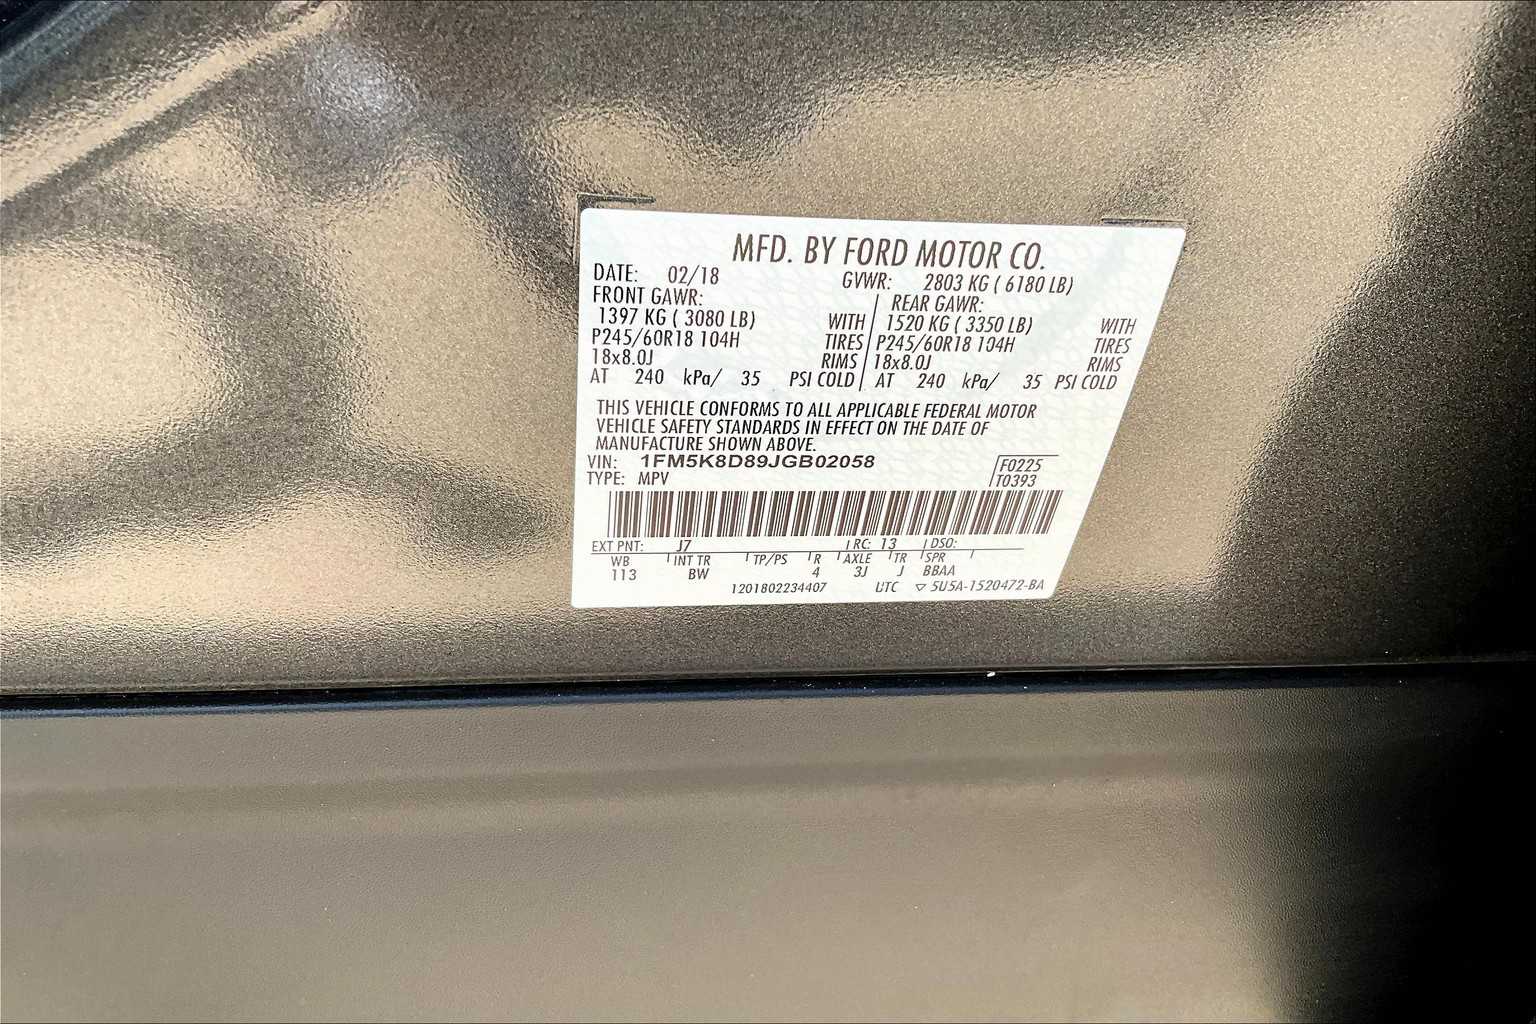 MFD. BY FORD MOTOR CO.
DATE: 02/18 GVWR: 2803 KG ( 6180 LB)
FRONT GAWR: REAR GAWR:
1397 KG ( 3080 LB) WITH 1520 KG ( 3350 LB) WITH
P245/60R18 104H TIRES P245/60R18 104H TIRES
18x8.0J RIMS 18x8.0J RIMS
AT 240 kPa/ 35 PSI COLD AT 240 kPa/ 35 PSI COLD
THIS VEHICLE CONFORMS TO ALL APPLICABLE FEDERAL MOTOR
VEHICLE SAFETY STANDARDS IN EFFECT ON THE DATE OF
MANUFACTURE SHOWN ABOVE.
VIN: 1FM5K8D89JGB02058 F0225
TYPE: MPV T0393
EXT PNT: J7 RC: 13 DSO:
WB INT TR TP/PS R AXLE TR SPR
113 BW 4 3J J BBAA
1201802234407 UTC ▽ 5U5A-1520472-BA